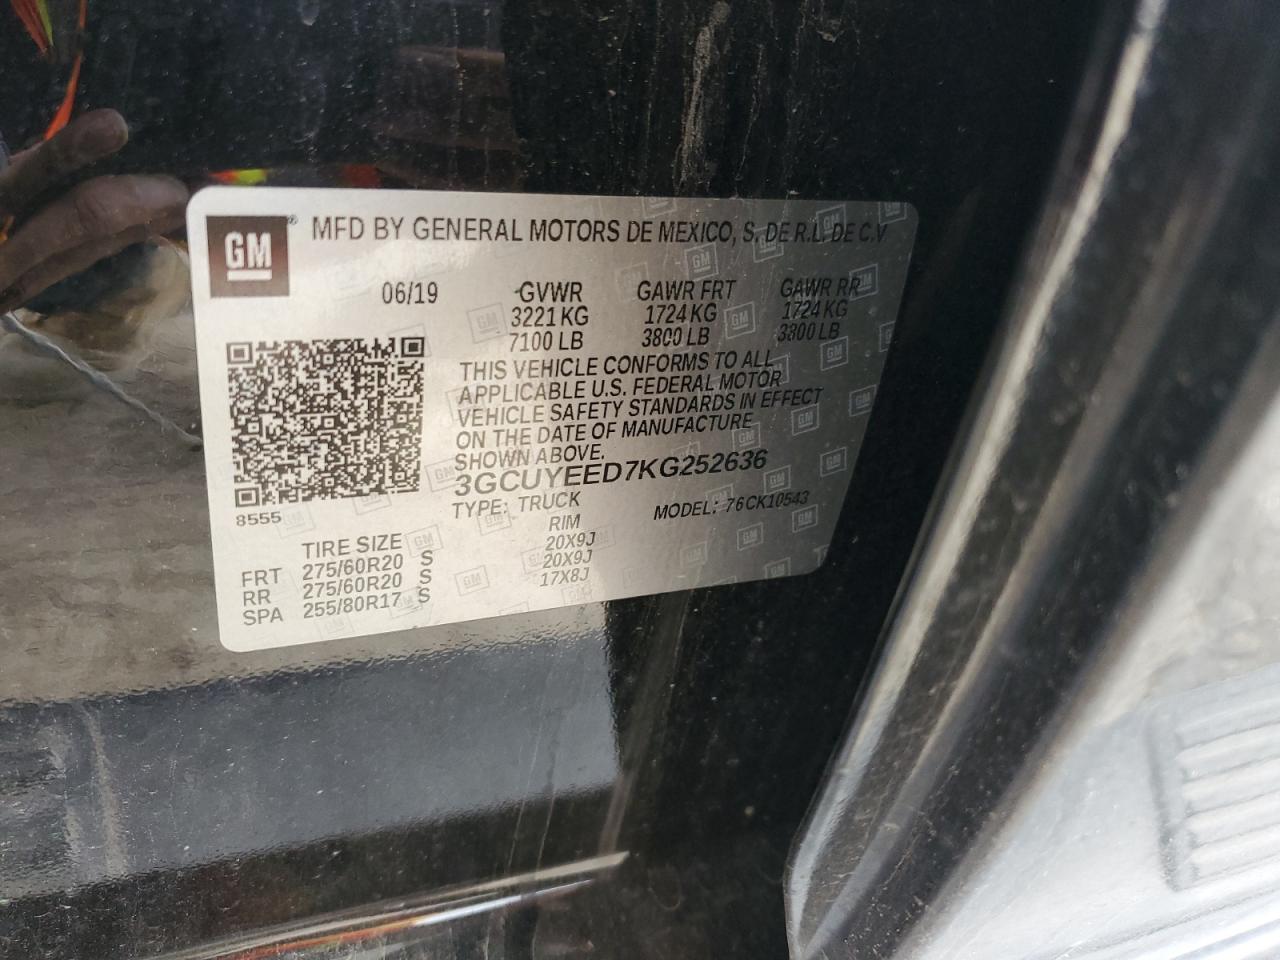 GM® MFD BY GENERAL MOTORS DE MEXICO, S. DE R.L. DE C.V
06/19 GVWR GAWR FRT GAWR RR
3221 KG 1724 KG 1724 KG
7100 LB 3800 LB 3800 LB
THIS VEHICLE CONFORMS TO ALL
APPLICABLE U.S. FEDERAL MOTOR
VEHICLE SAFETY STANDARDS IN EFFECT
ON THE DATE OF MANUFACTURE
SHOWN ABOVE.
3GCUYEED7KG252636
8555 TYPE: TRUCK MODEL: 76CK10543
TIRE SIZE RIM
FRT 275/60R20 S 20X9J
RR 275/60R20 S 20X9J
SPA 255/80R17 S 17X8J